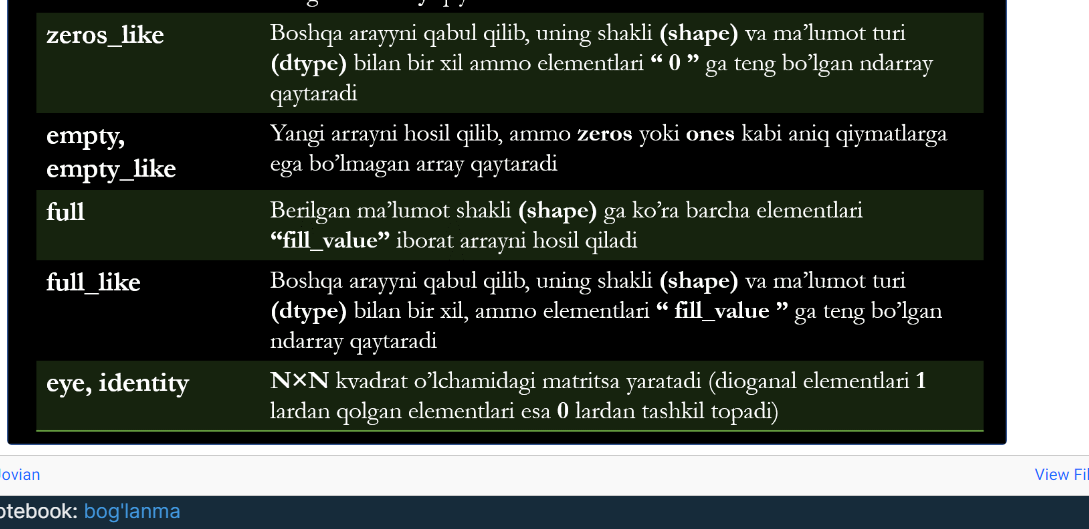 zeros_like
Boshqa arayyni qabul qilib, uning shakli (shape) va ma’lumot turi
(dtype) bilan bir xil ammo elementlari “ 0 ” ga teng bo’lgan ndarray
qaytaradi
empty,
empty_like
Yangi arrayni hosil qilib, ammo zeros yoki ones kabi aniq qiymatlarga
ega bo’lmagan array qaytaradi
full
Berilgan ma’lumot shakli (shape) ga ko’ra barcha elementlari
“fill_value” iborat arrayni hosil qiladi
full_like
Boshqa arayyni qabul qilib, uning shakli (shape) va ma’lumot turi
(dtype) bilan bir xil, ammo elementlari “ fill_value ” ga teng bo’lgan
ndarray qaytaradi
eye, identity
N×N kvadrat o’lchamidagi matritsa yaratadi (dioganal elementlari 1
lardan qolgan elementlari esa 0 lardan tashkil topadi)
Jovian
View Fil
otebook: bog'lanma